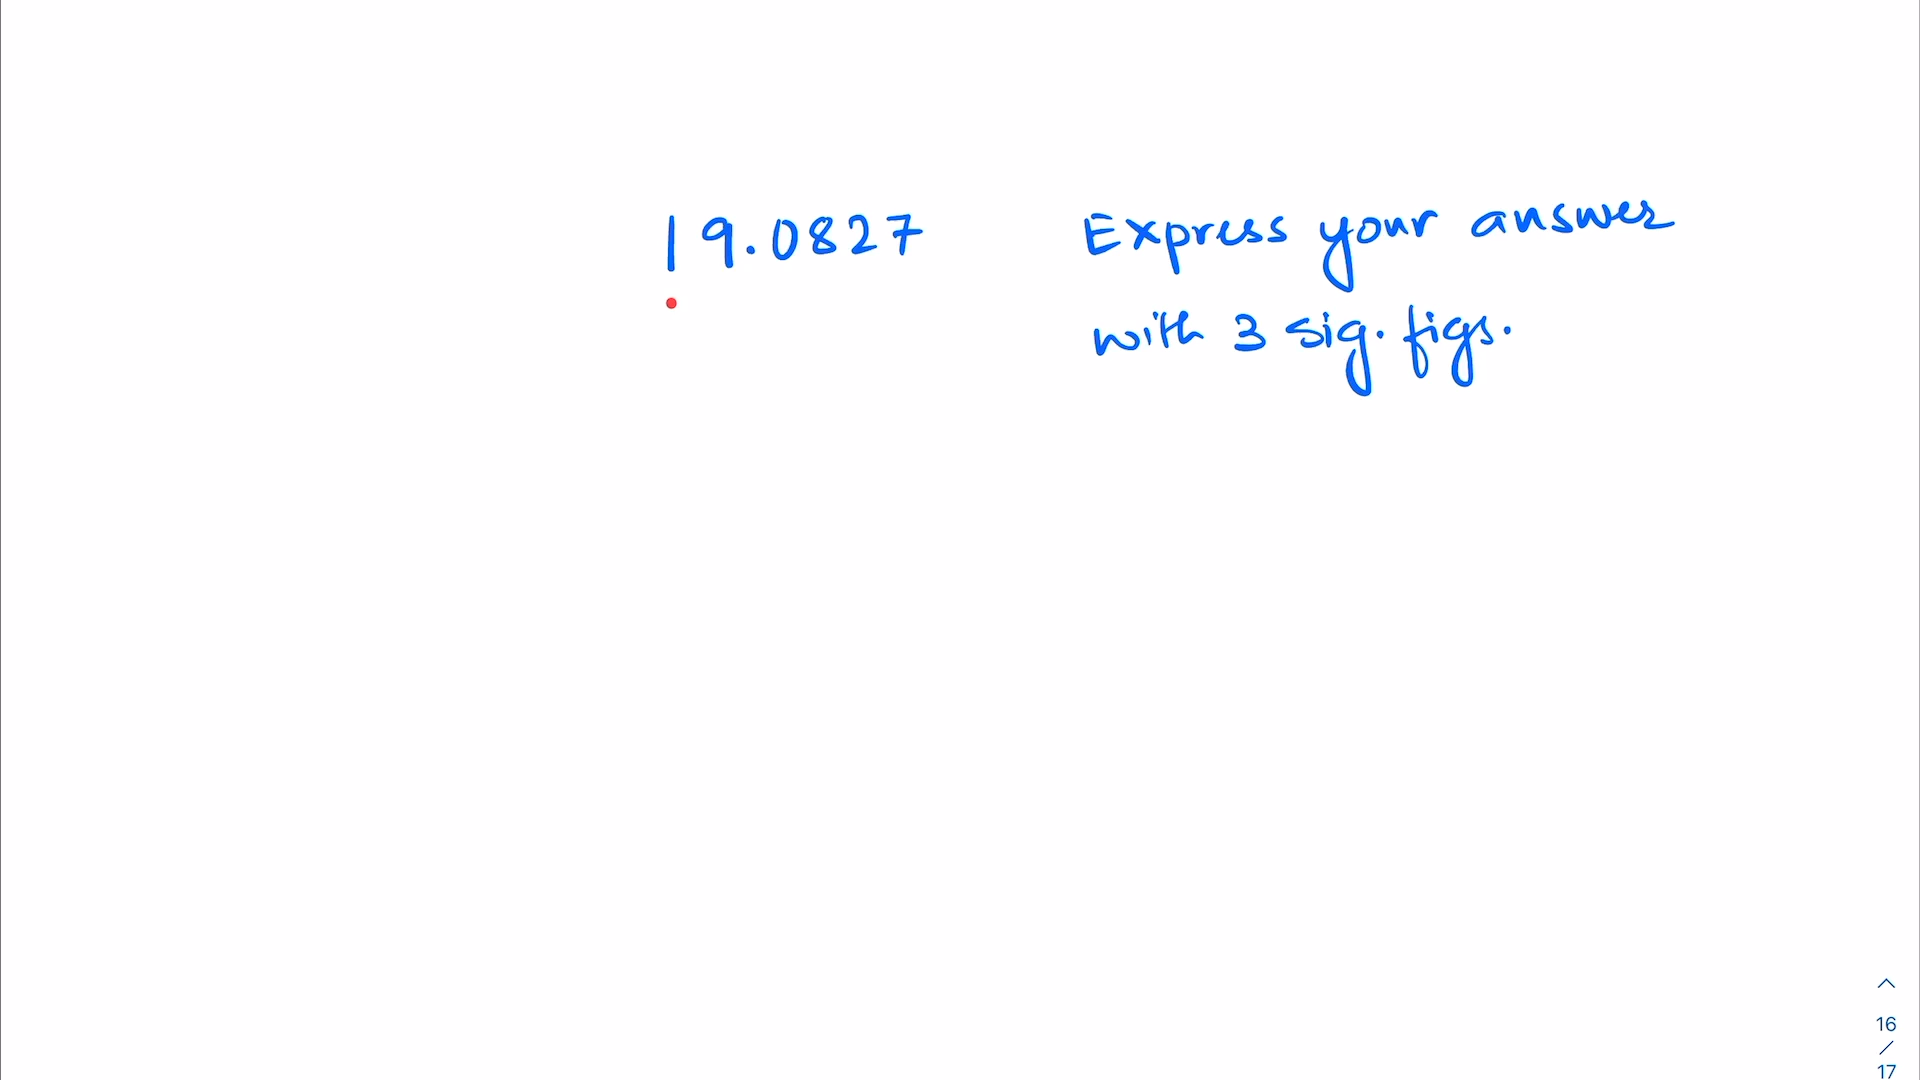 19.0827
Express your answer
with 3 sig. figs.
16
/
17